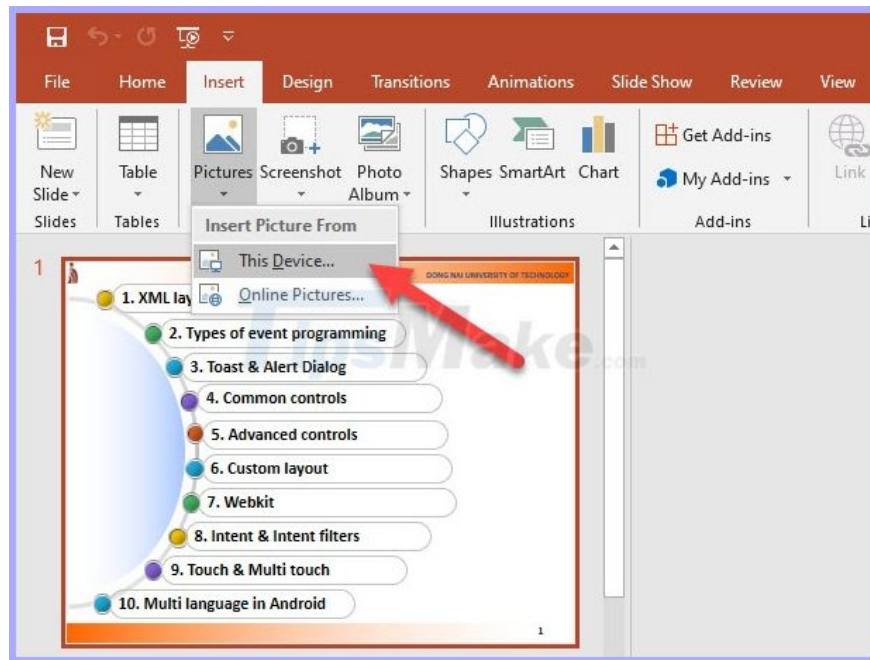 File Home Insert Design Transitions Animations Slide Show Review View
New Slide Table Pictures Screenshot Photo Album Shapes SmartArt Chart Get Add-ins My Add-ins Link
Slides Tables Illustrations Add-ins Li
Insert Picture From
This Device...
Online Pictures...
1
DONG NAI UNIVERSITY OF TECHNOLOGY
1. XML lay
2. Types of event programming
3. Toast & Alert Dialog
4. Common controls
5. Advanced controls
6. Custom layout
7. Webkit
8. Intent & Intent filters
9. Touch & Multi touch
10. Multi language in Android
1
TipsMake.com